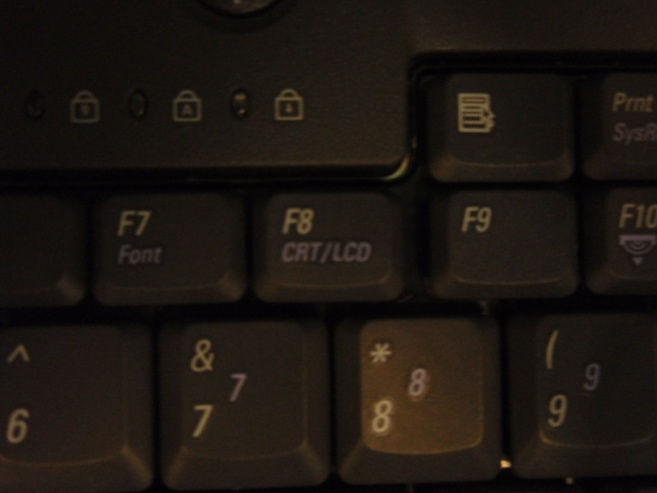 A
Prnt
SysR
F7
Font
F8
CRT/LCD
F9
F10
^
6
&
7
7
*
8
8
(
9
9